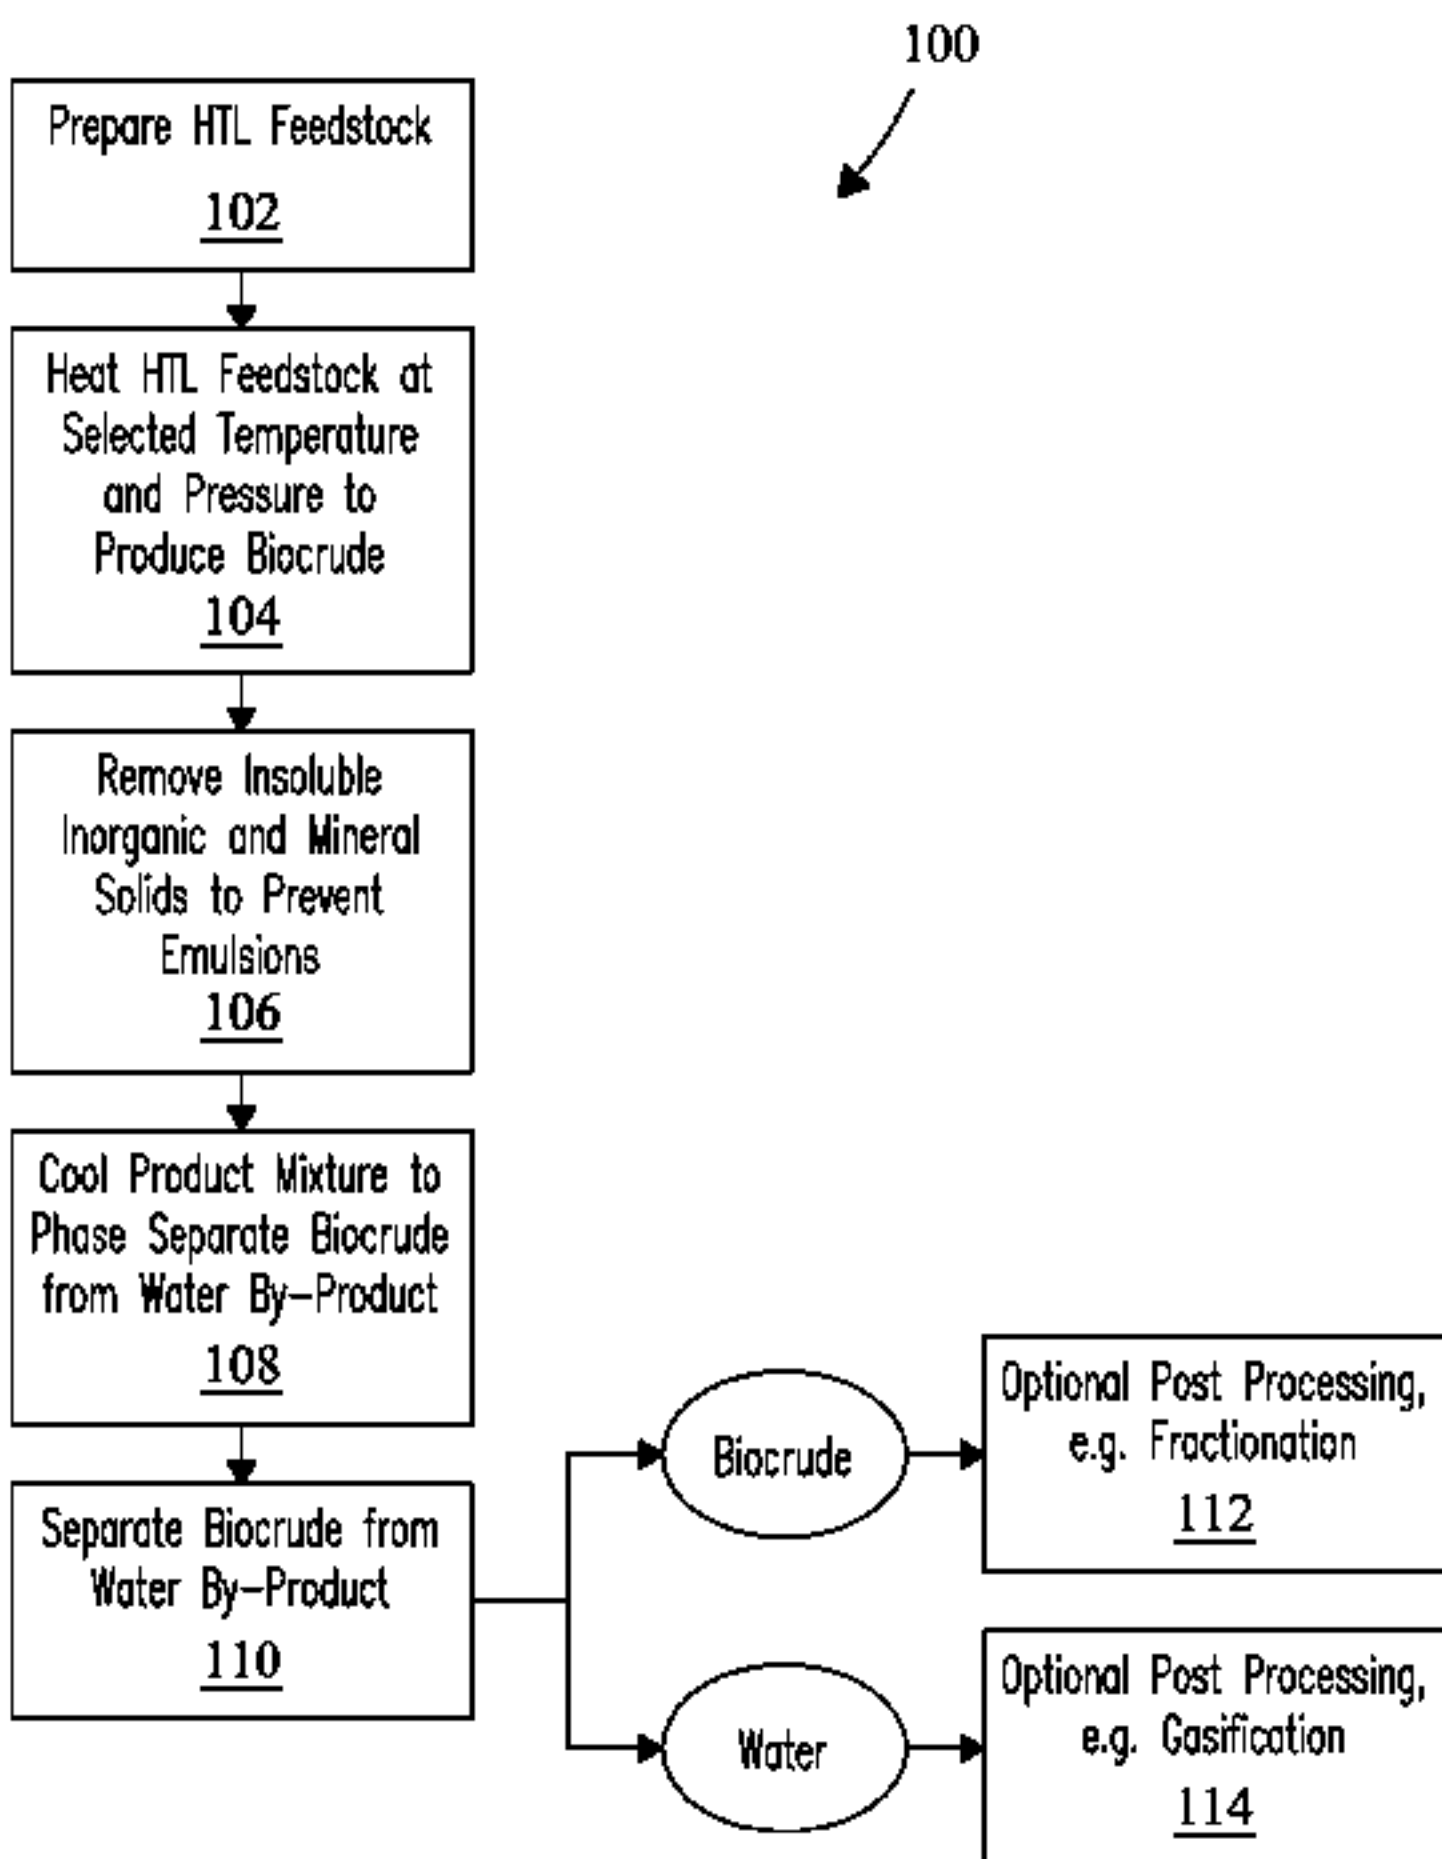 100
Prepare HTL Feedstock
102
Heat HTL Feedstock at
Selected Temperature
and Pressure to
Produce Biocrude
104
Remove Insoluble
Inorganic and Mineral
Solids to Prevent
Emulsions
106
Cool Product Mixture to
Phase Separate Biocrude
from Water By-Product
108
Separate Biocrude from
Water By-Product
110
Biocrude
Optional Post Processing,
e.g. Fractionation
112
Water
Optional Post Processing,
e.g. Gasification
114